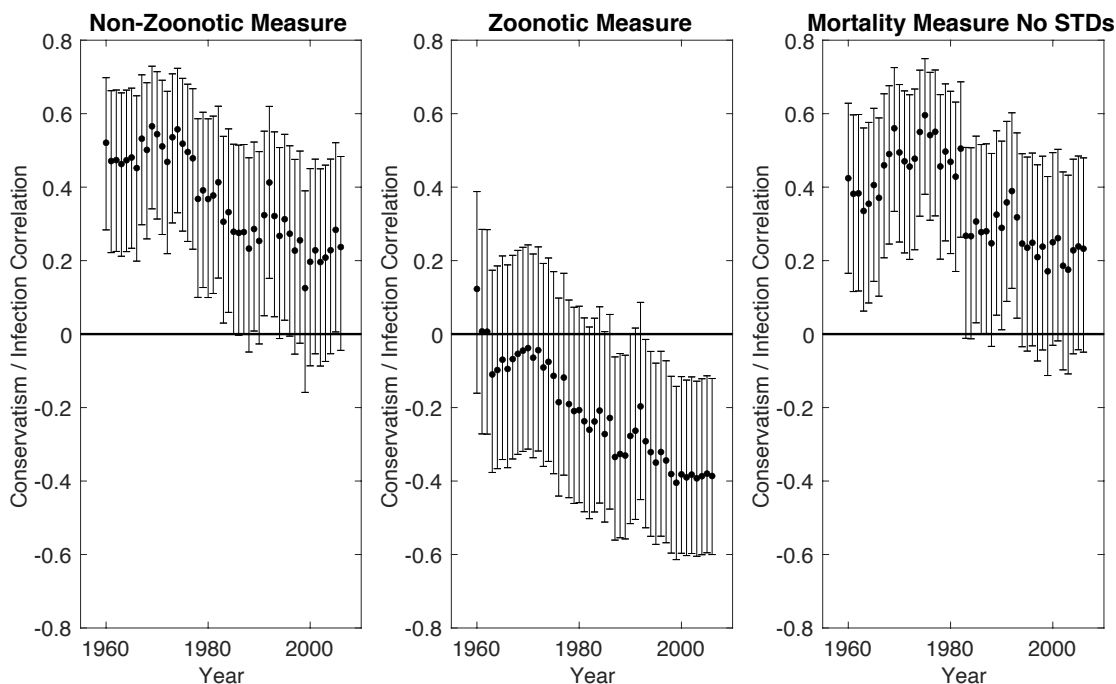 Non-Zoonotic Measure
0.8
0.6
0.4
0.2
0
-0.2
-0.4
-0.6
-0.8
Conservatism / Infection Correlation
1960 1980 2000
Year
Zoonotic Measure
0.8
0.6
0.4
0.2
0
-0.2
-0.4
-0.6
-0.8
Conservatism / Infection Correlation
1960 1980 2000
Year
Mortality Measure No STDs
0.8
0.6
0.4
0.2
0
-0.2
-0.4
-0.6
-0.8
Conservatism / Infection Correlation
1960 1980 2000
Year